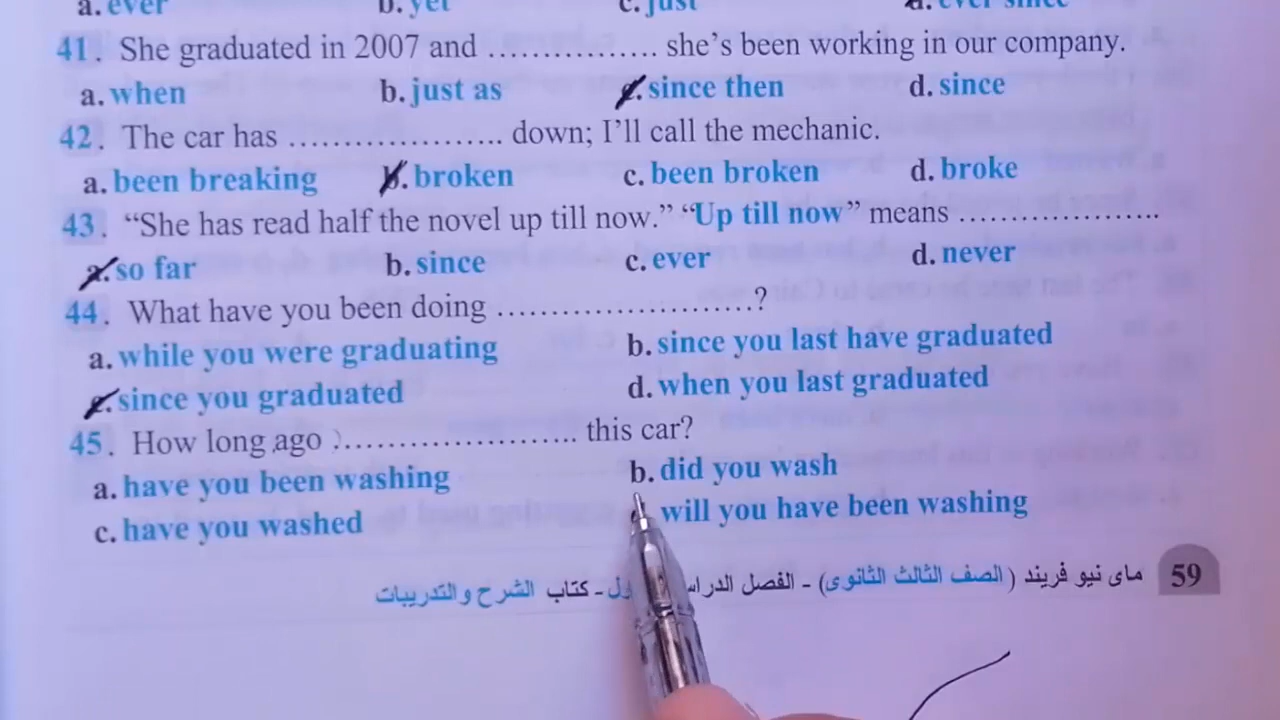 a. ever b. yet c. just d. ever since
41. She graduated in 2007 and ................ she's been working in our company.
a. when b. just as c. since then d. since
42. The car has .................... down; I'll call the mechanic.
a. been breaking b. broken c. been broken d. broke
43. “She has read half the novel up till now.” “Up till now” means ...................
a. so far b. since c. ever d. never
44. What have you been doing ........................?
a. while you were graduating b. since you last have graduated
c. since you graduated d. when you last graduated
45. How long ago ...................... this car?
a. have you been washing b. did you wash
c. have you washed will you have been washing
59 ماى نيو فريند (الصف الثالث الثانوى) - الفصل - كتاب الشرح والتدريبات